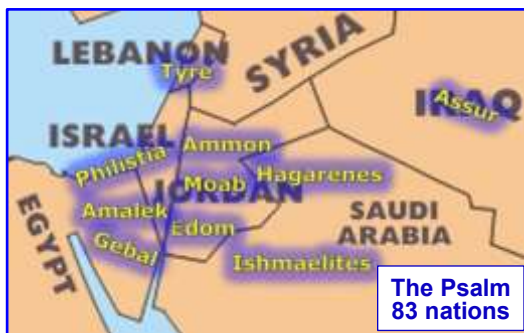 LEBANON
SYRIA
Tyre
IRAQ
Assur
ISRAEL
Ammon
Philistia
Moab
Hagarenes
JORDAN
Amalek
Edom
SAUDI
ARABIA
EGYPT
Gebal
Ishmaelites
The Psalm
83 nations